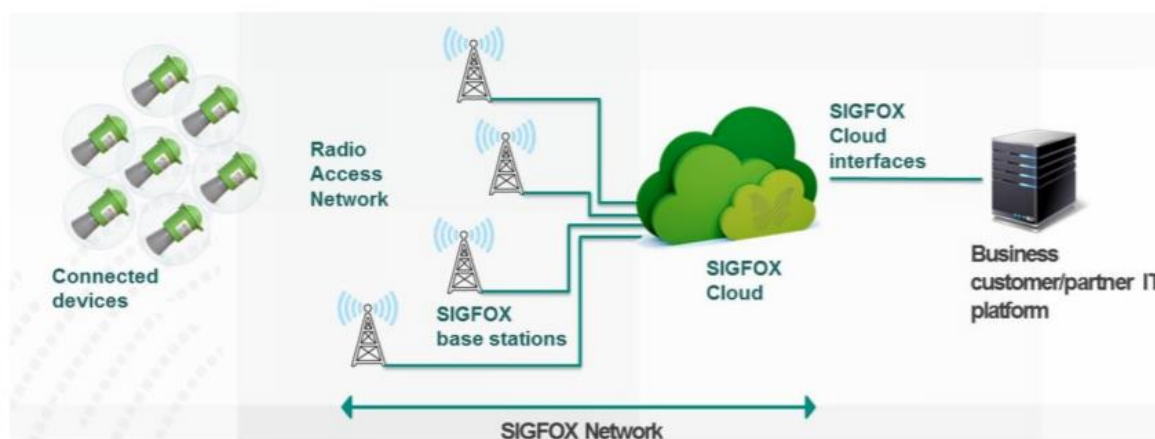 Connected
devices
Radio
Access
Network
SIGFOX
base stations
SIGFOX
Cloud
SIGFOX
Cloud
interfaces
Business
customer/partner IT
platform
SIGFOX Network